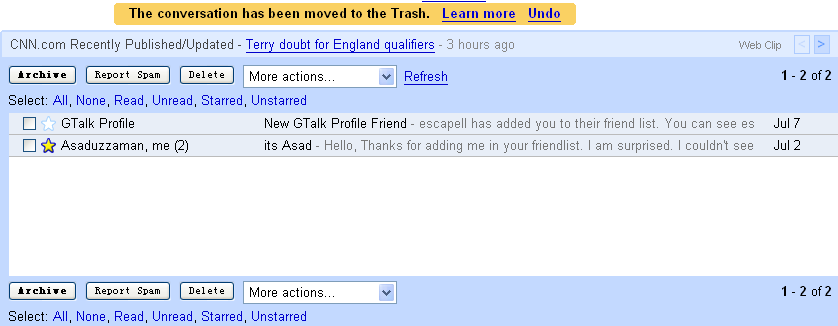 The conversation has been moved to the Trash. Learn more Undo
CNN.com Recently Published/Updated - Terry doubt for England qualifiers - 3 hours ago Web Clip < >
Archive Report Spam Delete More actions... Refresh 1 - 2 of 2
Select: All, None, Read, Unread, Starred, Unstarred
GTalk Profile New GTalk Profile Friend - escapell has added you to their friend list. You can see es Jul 7
Asaduzzaman, me (2) its Asad - Hello, Thanks for adding me in your friendlist. I am surprised. I couldn't see Jul 2
Archive Report Spam Delete More actions... 1 - 2 of 2
Select: All, None, Read, Unread, Starred, Unstarred